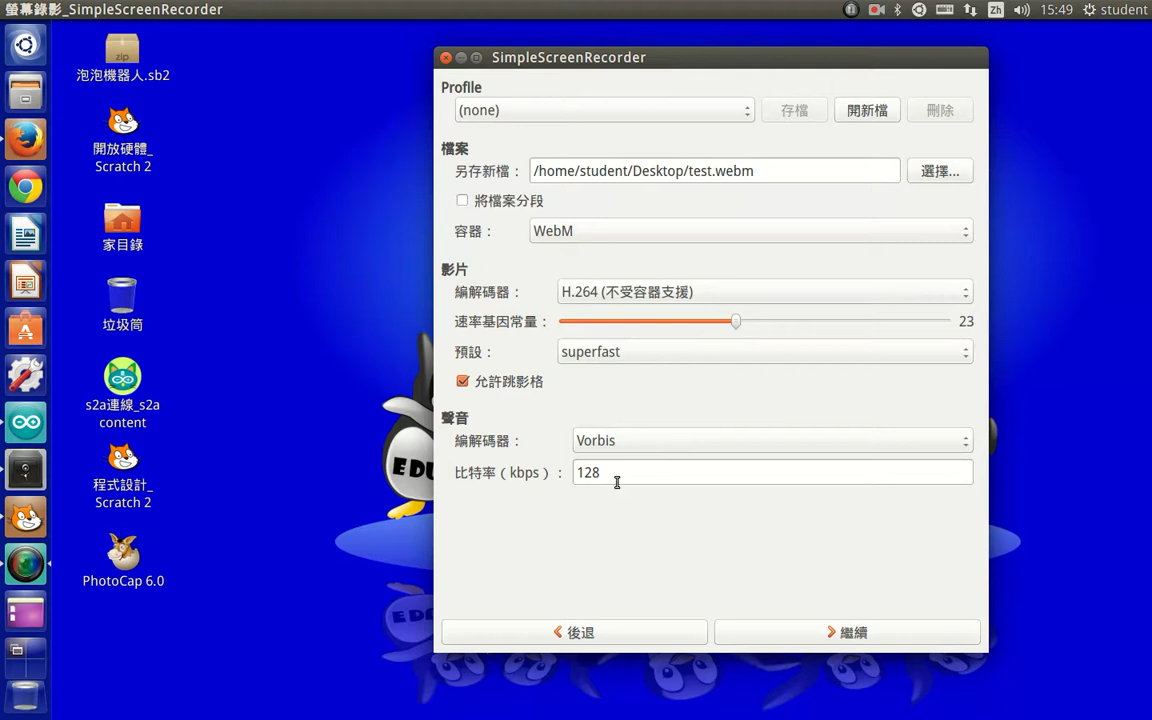 螢幕錄影_SimpleScreenRecorder
Zh
15:49
student
zip
泡泡機器人.sb2
開放硬體_
Scratch 2
家目錄
垃圾筒
s2a連線_s2a
content
程式設計_
Scratch 2
PhotoCap 6.0
SimpleScreenRecorder
Profile
(none)
存檔
開新檔
刪除
檔案
另存新檔：
/home/student/Desktop/test.webm
選擇...
將檔案分段
容器：
WebM
影片
編解碼器：
H.264 (不受容器支援)
速率基因常量：
23
預設：
superfast
允許跳影格
聲音
編解碼器：
Vorbis
比特率（kbps）：
128
後退
繼續
EDU